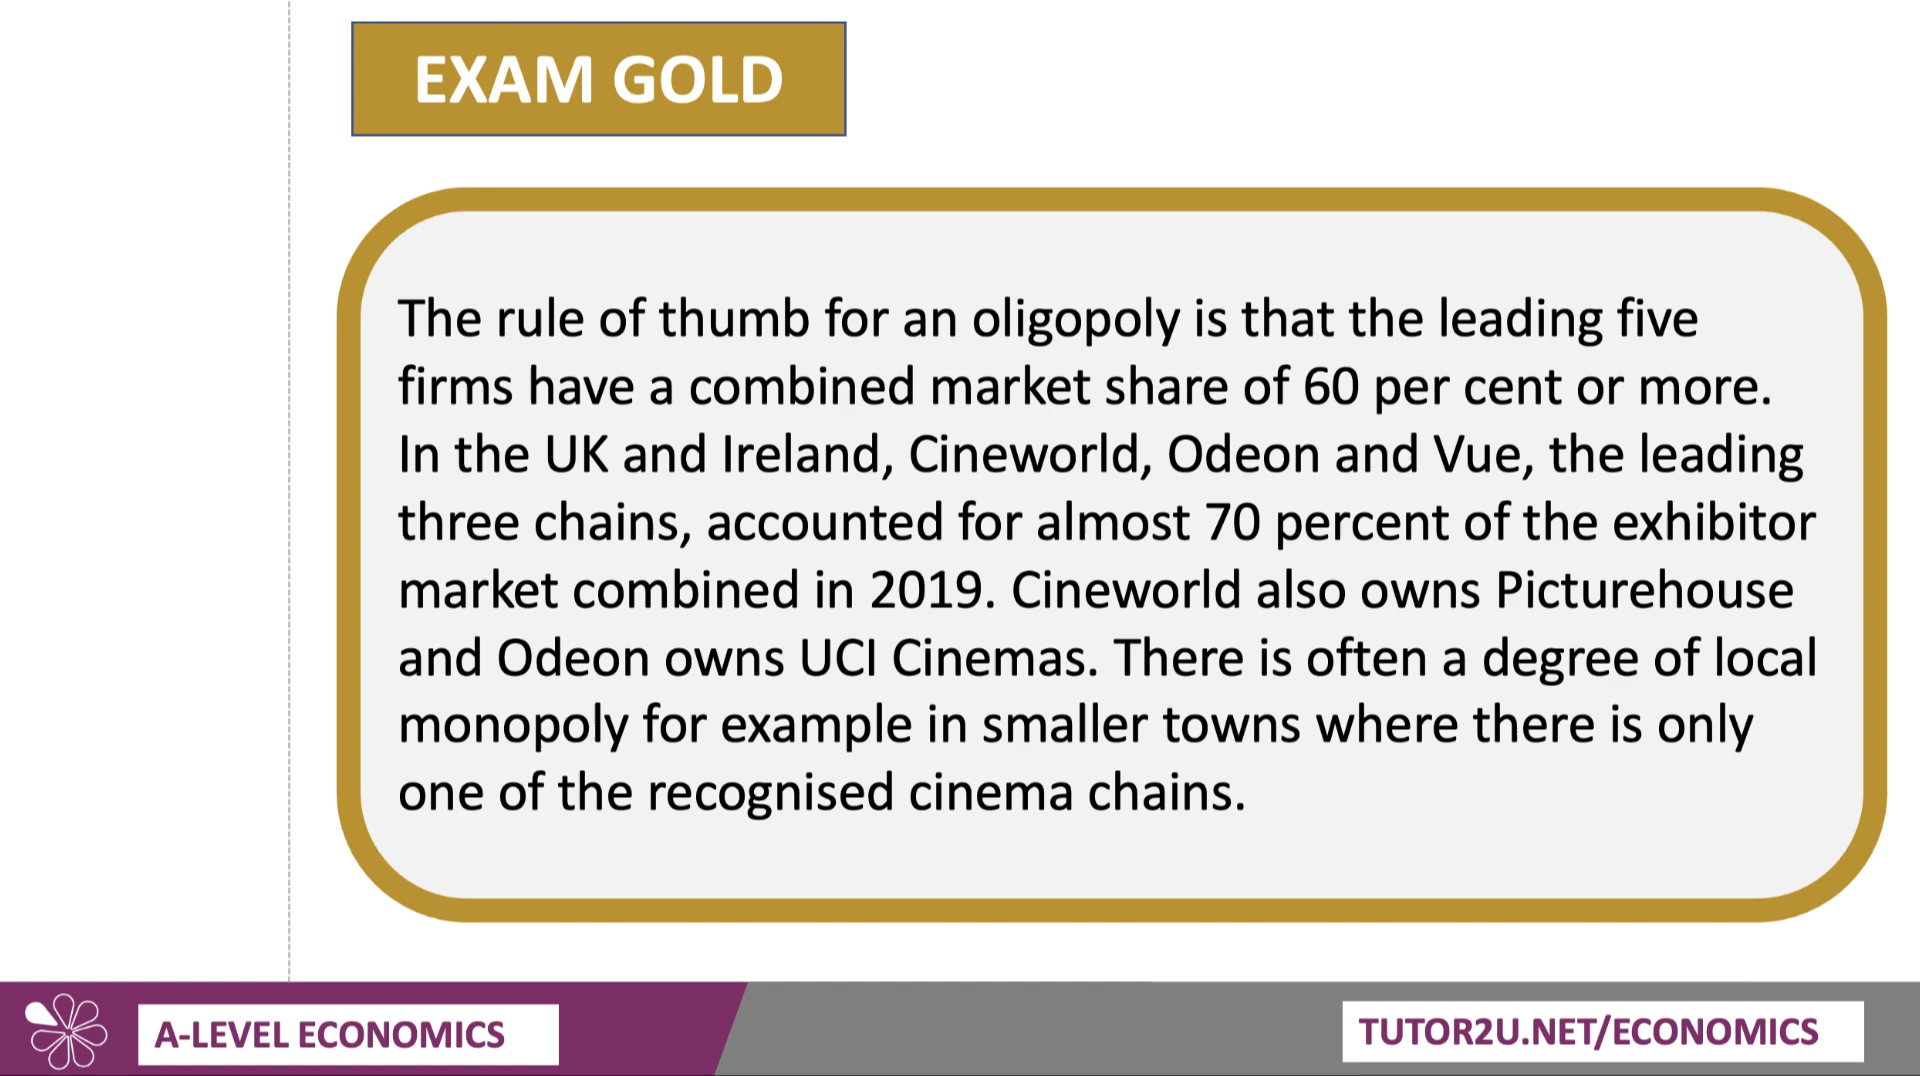 EXAM GOLD
The rule of thumb for an oligopoly is that the leading five
firms have a combined market share of 60 per cent or more.
In the UK and Ireland, Cineworld, Odeon and Vue, the leading
three chains, accounted for almost 70 percent of the exhibitor
market combined in 2019. Cineworld also owns Picturehouse
and Odeon owns UCI Cinemas. There is often a degree of local
monopoly for example in smaller towns where there is only
one of the recognised cinema chains.
A-LEVEL ECONOMICS
TUTOR2U.NET/ECONOMICS